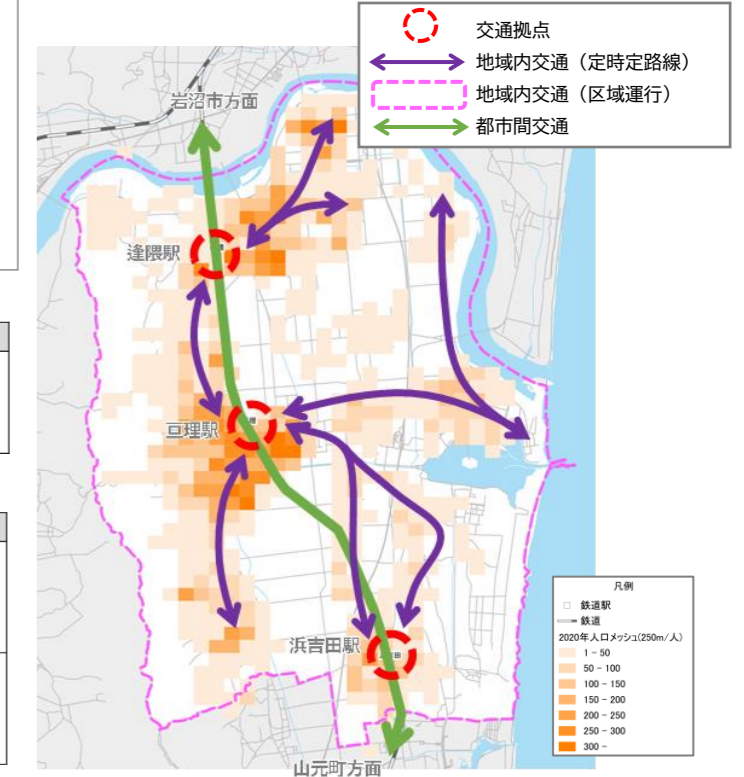 交通拠点
地域内交通（定時定路線）
地域内交通（区域運行）
都市間交通
岩沼市方面
逢隈駅
亘理駅
浜吉田駅
山元町方面
凡例
鉄道駅
鉄道
2020年人口メッシュ(250m/人)
1 - 50
50 - 100
100 - 150
150 - 200
200 - 250
250 - 300
300 -